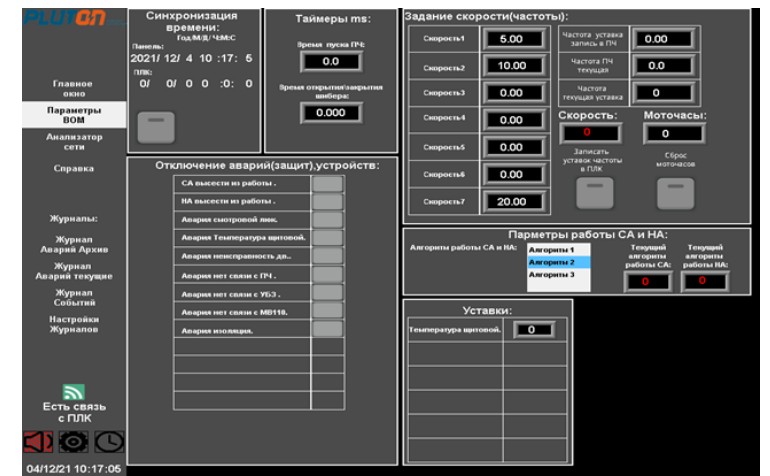 PLUTON
Главное
окно
Параметры
ВОМ
Анализатор
сети
Справка
Журналы:
Журнал
Аварий Архив
Журнал
Аварий текущие
Журнал
Событий
Настройки
Журналов
Есть связь
с ПЛК
04/12/21 10:17:05
Синхронизация
времени:
Год/М/Д/ Ч:М:С
Панель:
2021/ 12/ 4 10 :17: 5
ПЛК:
0/ 0/ 0 0 :0: 0
Таймеры ms:
Время пуска ПЧ:
0.0
Время открытия\закрытия
шибера:
0.000
Отключение аварий(защит),устройств:
СА высести из работы .
НА высести из работы .
Авария смотровой люк.
Авария Температура щитовой.
Авария неисправность дв..
Авария нет связи с ПЧ .
Авария нет связи с УБЗ .
Авария нет связи с МВ110.
Авария изоляция.
Задание скорости(частоты):
Скорость1 5.00
Скорость2 10.00
Скорость3 0.00
Скорость4 0.00
Скорость5 0.00
Скорость6 0.00
Скорость7 20.00
Частота уставка
запись в ПЧ 0.00
Частота ПЧ
текущая 0.0
Частота
текущая уставка 0
Скорость: Моточасы:
0 0
Записать
уставок частоты
в ПЛК
Сброс
моточасов
Парметры работы СА и НА:
Алгоритм работы СА и НА:
Алгоритм 1
Алгоритм 2
Алгоритм 3
Текущий
алгоритм
работы СА:
0
Текущий
алгоритм
работы НА:
0
Уставки:
Температура щитовой. 0